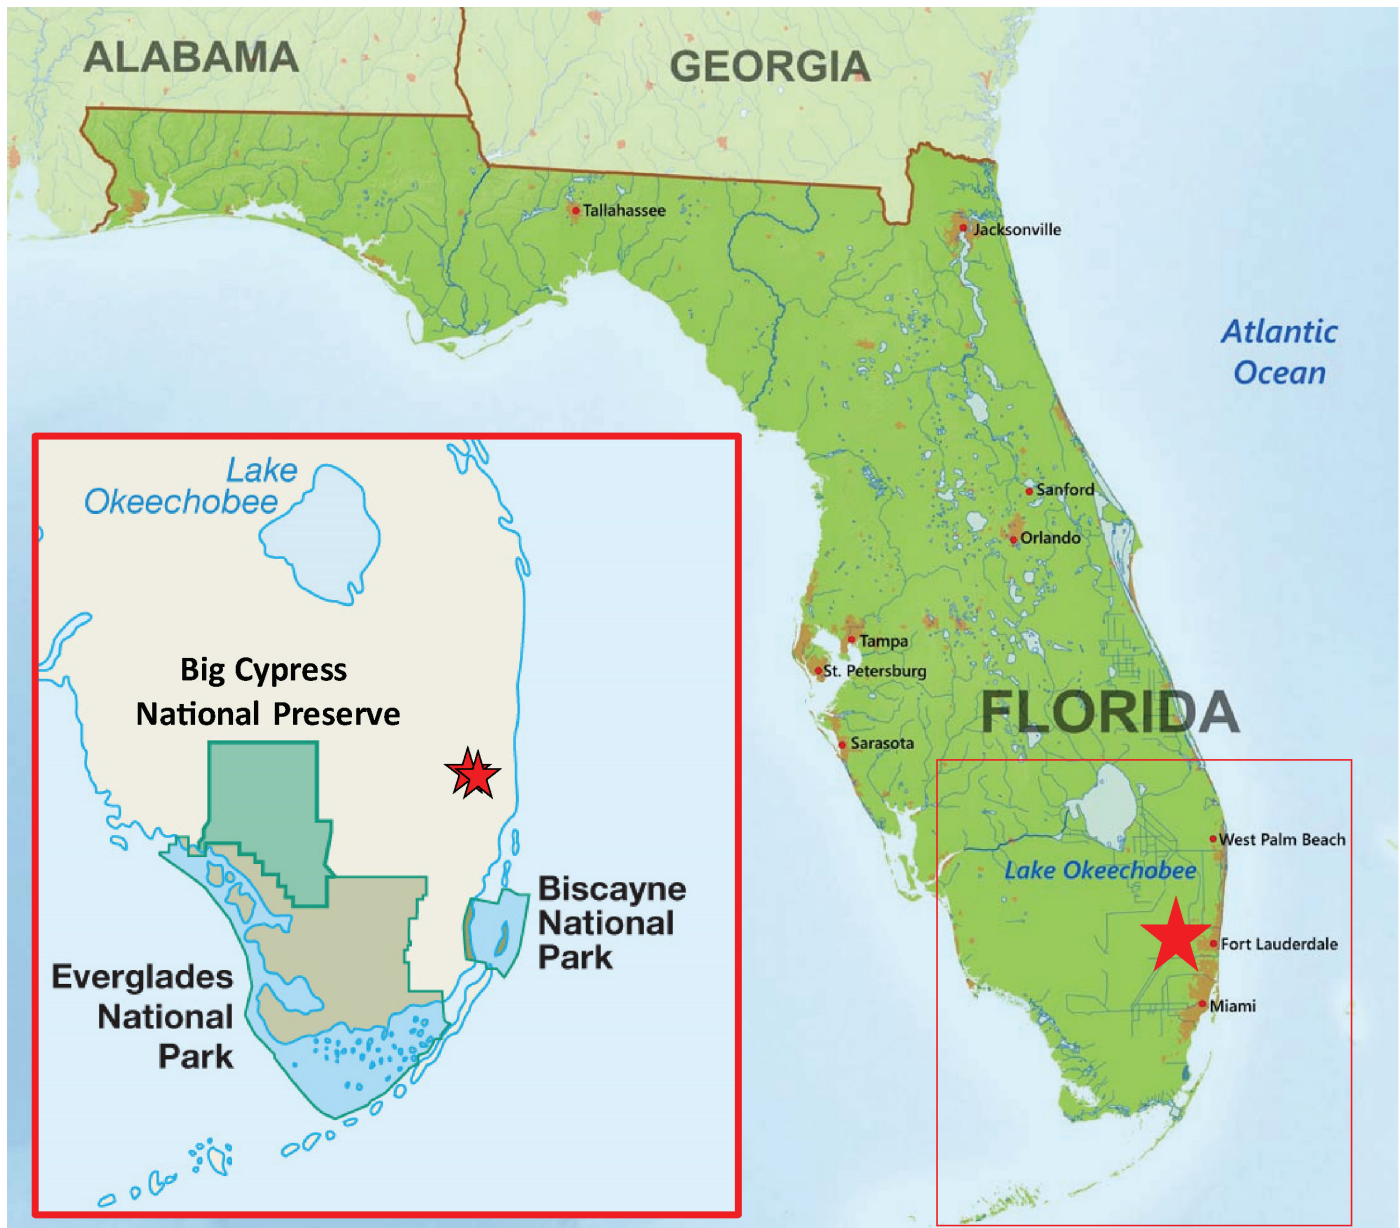 ALABAMA
GEORGIA
Tallahassee
Jacksonville
Atlantic
Ocean
Sanford
Orlando
Tampa
St. Petersburg
FLORIDA
Sarasota
West Palm Beach
Lake Okeechobee
Fort Lauderdale
Miami
Lake
Okeechobee
Big Cypress
National Preserve
Biscayne
National
Park
Everglades
National
Park